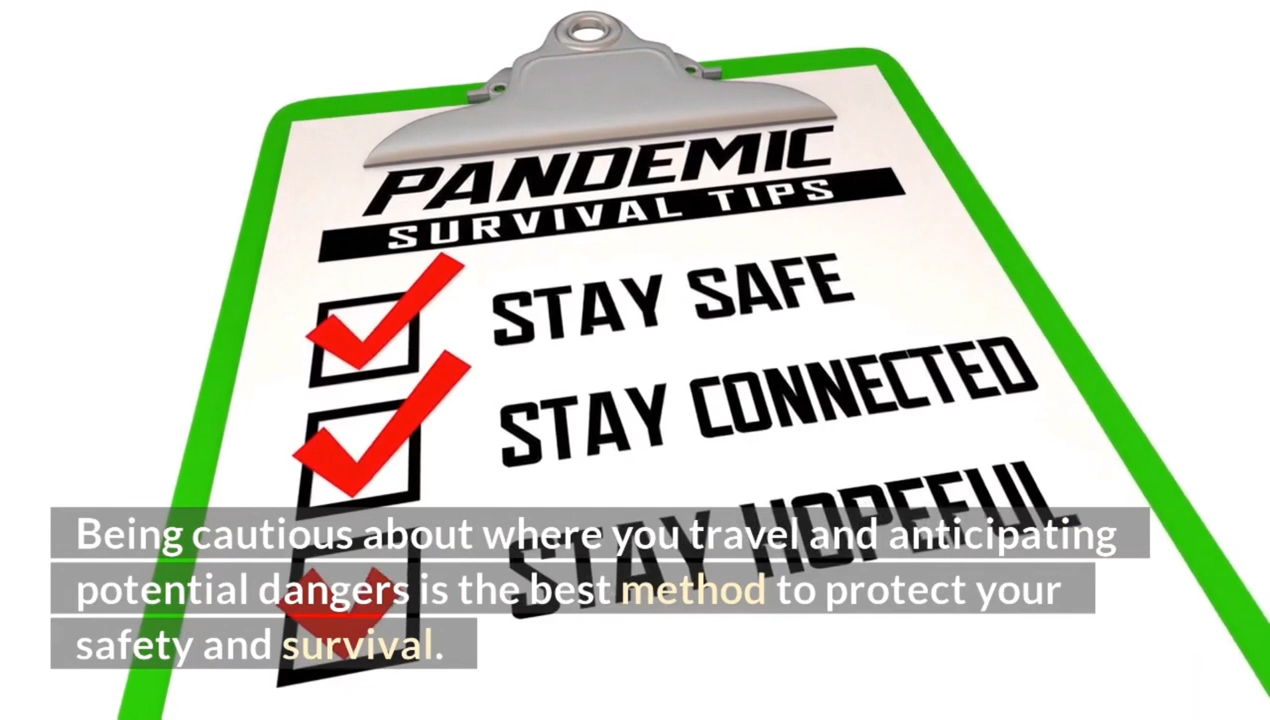 PANDEMIC
SURVIVAL TIPS
STAY SAFE
STAY CONNECTED
STAY HOPEFUL
Being cautious about where you travel and anticipating
potential dangers is the best method to protect your
safety and survival.